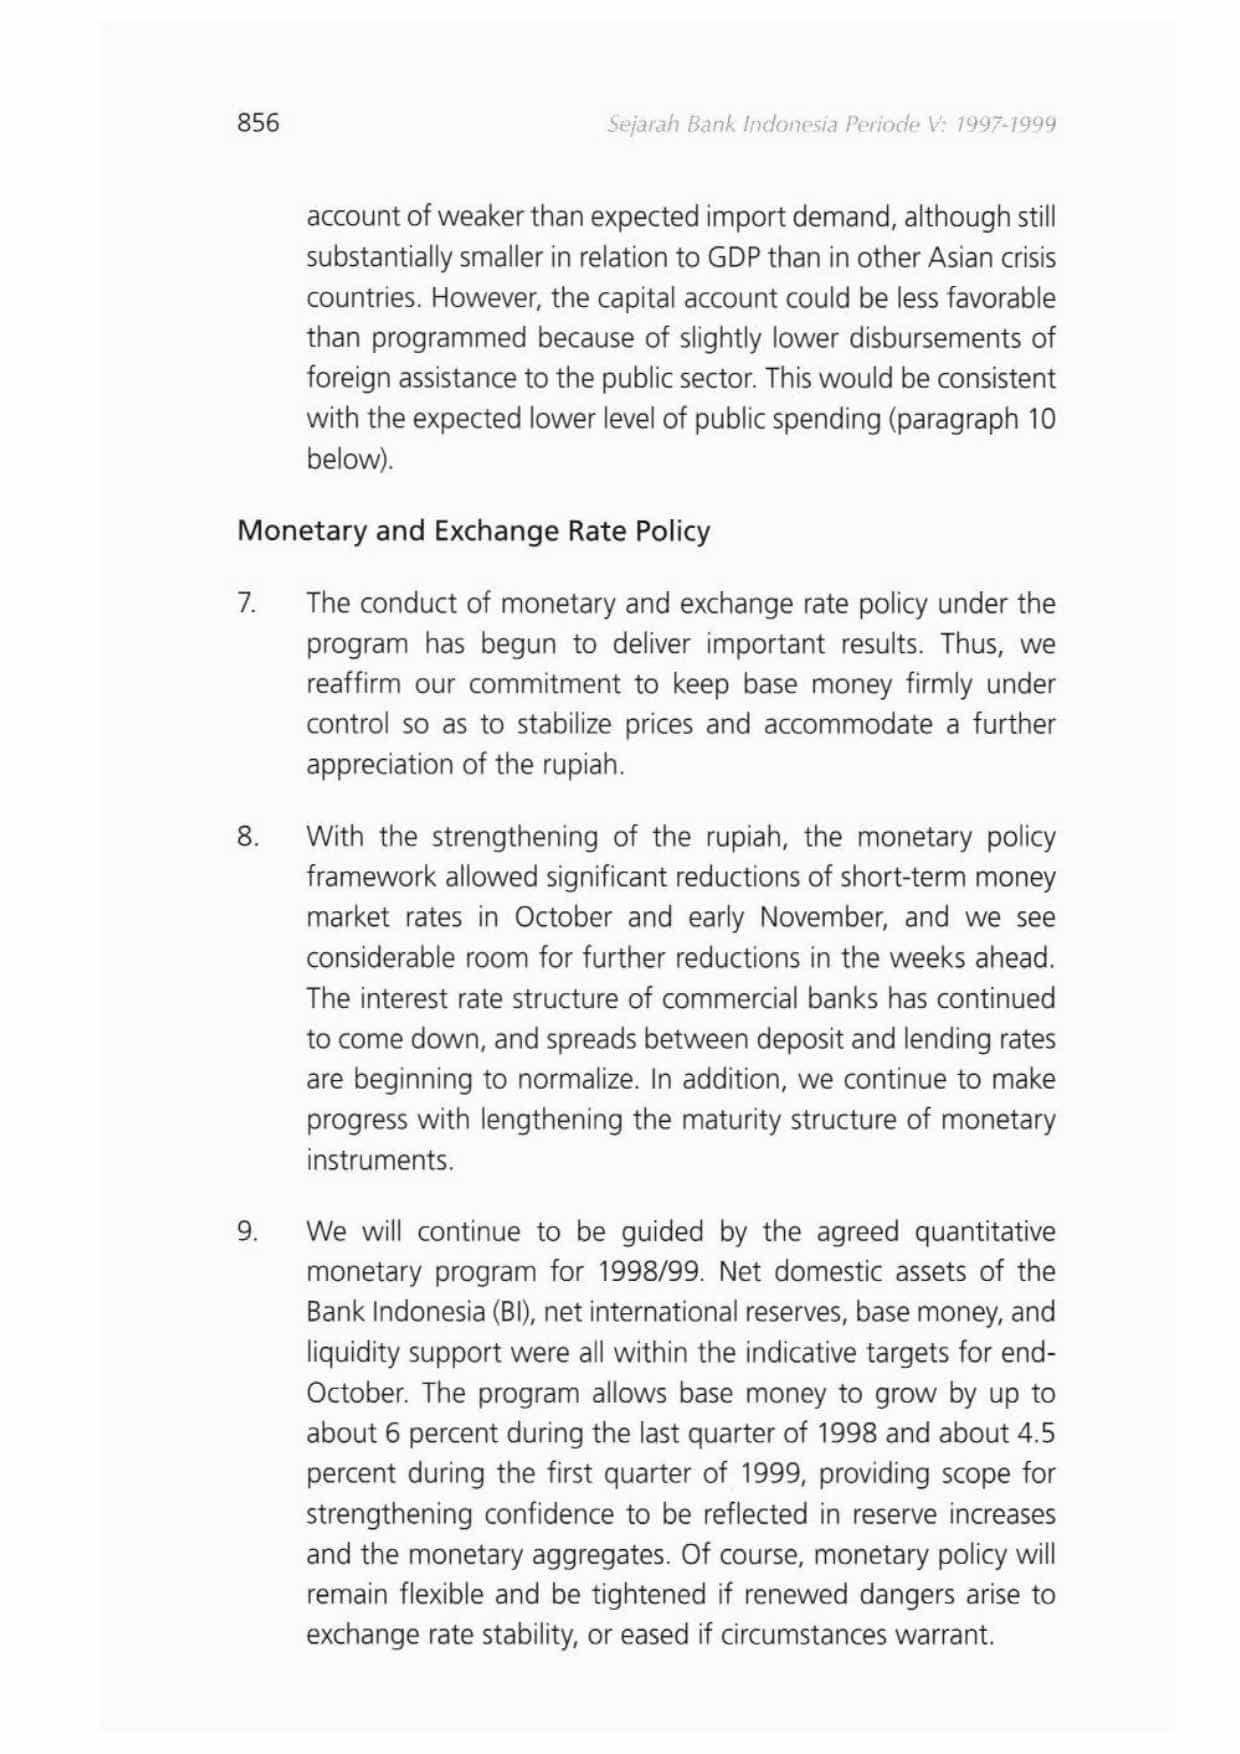 856
Sejarah Bank Indonesia Periode V: 1997-1999
account of weaker than expected import demand, although still
substantially smaller in relation to GDP than in other Asian crisis
countries. However, the capital account could be less favorable
than programmed because of slightly lower disbursements of
foreign assistance to the public sector. This would be consistent
with the expected lower level of public spending (paragraph 10
below).
Monetary and Exchange Rate Policy
7. The conduct of monetary and exchange rate policy under the
program has begun to deliver important results. Thus, we
reaffirm our commitment to keep base money firmly under
control so as to stabilize prices and accommodate a further
appreciation of the rupiah.
8. With the strengthening of the rupiah, the monetary policy
framework allowed significant reductions of short-term money
market rates in October and early November, and we see
considerable room for further reductions in the weeks ahead.
The interest rate structure of commercial banks has continued
to come down, and spreads between deposit and lending rates
are beginning to normalize. In addition, we continue to make
progress with lengthening the maturity structure of monetary
instruments.
9. We will continue to be guided by the agreed quantitative
monetary program for 1998/99. Net domestic assets of the
Bank Indonesia (BI), net international reserves, base money, and
liquidity support were all within the indicative targets for end-
October. The program allows base money to grow by up to
about 6 percent during the last quarter of 1998 and about 4.5
percent during the first quarter of 1999, providing scope for
strengthening confidence to be reflected in reserve increases
and the monetary aggregates. Of course, monetary policy will
remain flexible and be tightened if renewed dangers arise to
exchange rate stability, or eased if circumstances warrant.